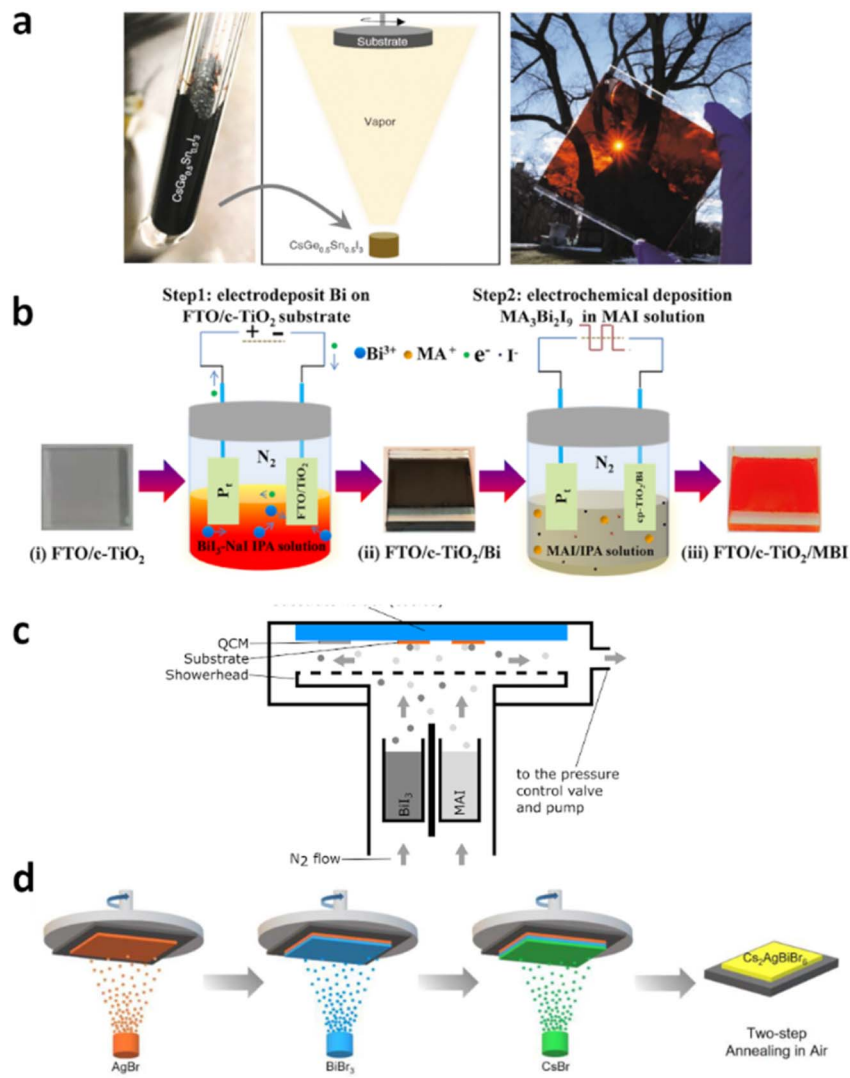 a
CsGe0.5Sn0.5I3
Substrate
Vapor
CsGe0.5Sn0.5I3
b
Step1: electrodeposit Bi on
FTO/c-TiO2 substrate
Step2: electrochemical deposition
MA3Bi2I9 in MAI solution
+ -
Bi3+ MA+ e- · I-
N2
Pt
FTO/TiO2
BiI3-NaI IPA solution
N2
Pt
cp-TiO2/Bi
MAI/IPA solution
(i) FTO/c-TiO2
(ii) FTO/c-TiO2/Bi
(iii) FTO/c-TiO2/MBI
c
QCM
Substrate
Showerhead
BiI3
MAI
to the pressure
control valve
and pump
N2 flow
d
AgBr
BiBr3
CsBr
Cs2AgBiBr6
Two-step
Annealing in Air